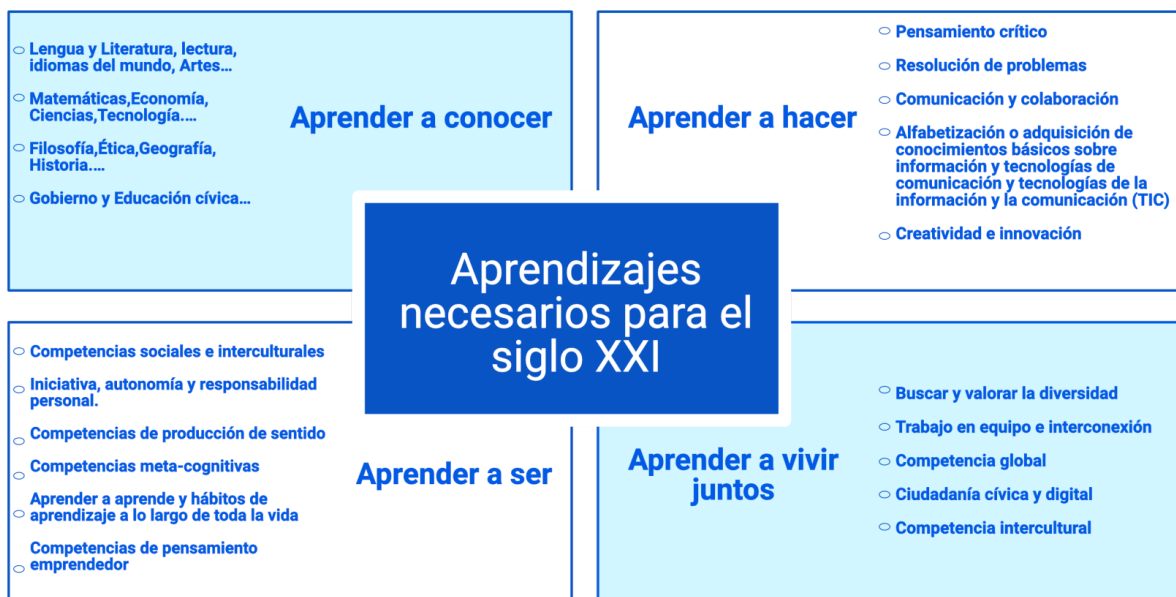 Lengua y Literatura, lectura,
idiomas del mundo, Artes...
Matemáticas,Economía,
Ciencias,Tecnología....
Filosofía,Ética,Geografía,
Historia....
Gobierno y Educación cívica...
Aprender a conocer
Aprender a hacer
Pensamiento crítico
Resolución de problemas
Comunicación y colaboración
Alfabetización o adquisición de
conocimientos básicos sobre
información y tecnologías de
comunicación y tecnologías de la
información y la comunicación (TIC)
Creatividad e innovación
Aprendizajes
necesarios para el
siglo XXI
Competencias sociales e interculturales
Iniciativa, autonomía y responsabilidad
personal.
Competencias de producción de sentido
Competencias meta-cognitivas
Aprender a aprende y hábitos de
aprendizaje a lo largo de toda la vida
Competencias de pensamiento
emprendedor
Aprender a ser
Aprender a vivir
juntos
Buscar y valorar la diversidad
Trabajo en equipo e interconexión
Competencia global
Ciudadanía cívica y digital
Competencia intercultural